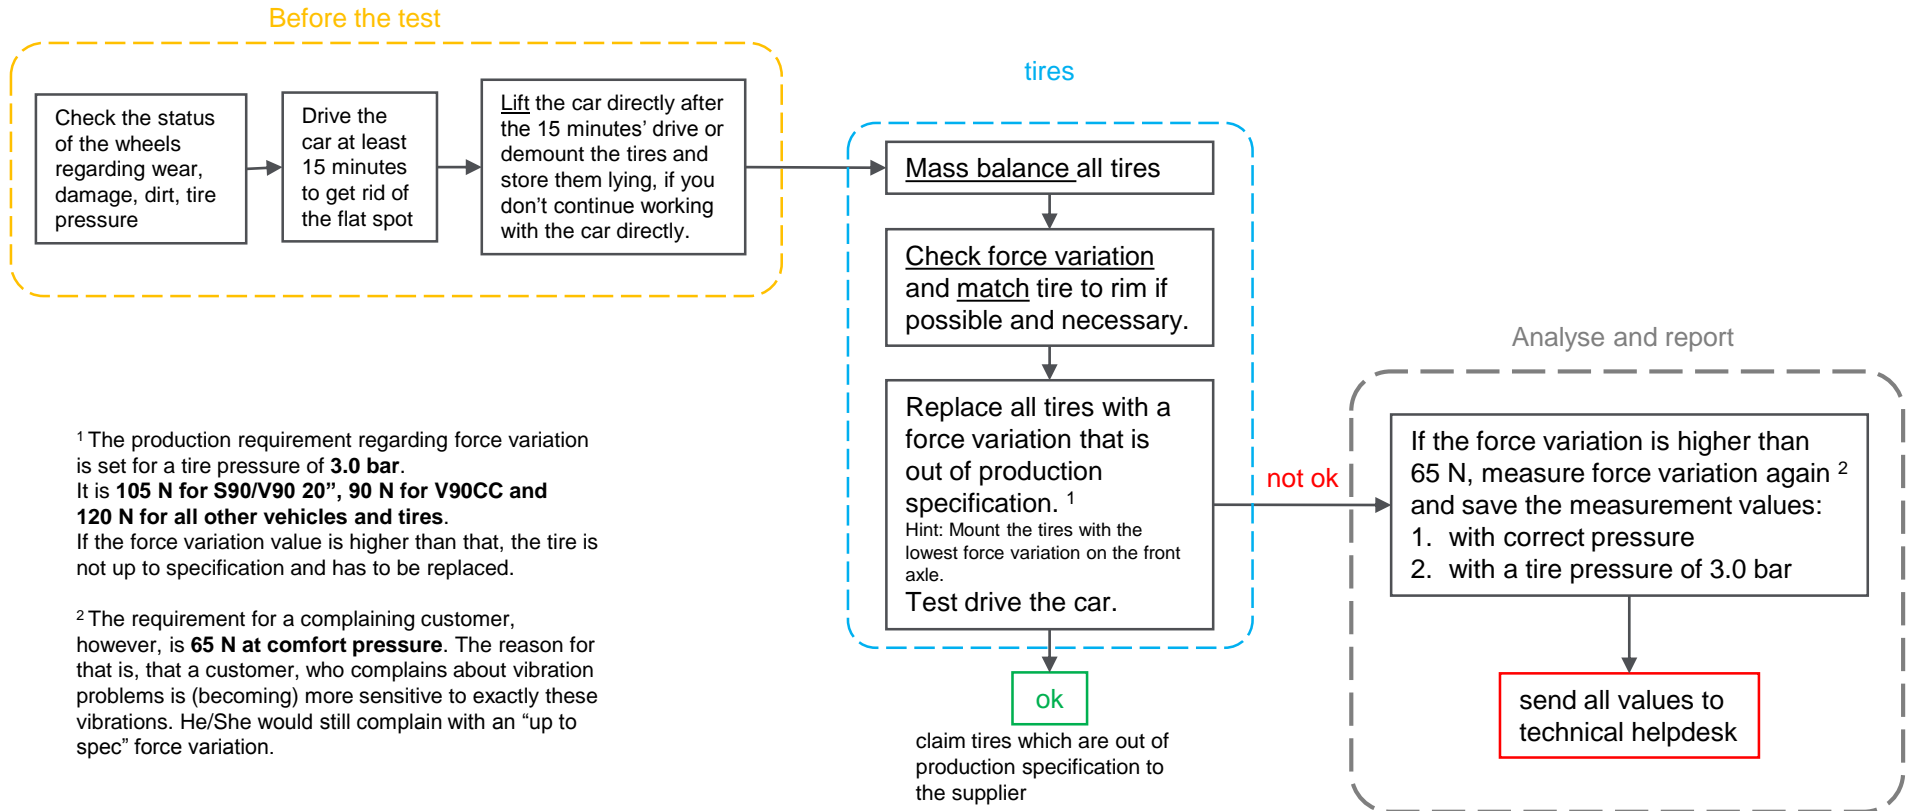 Before the test
Check the status
of the wheels
regarding wear,
damage, dirt, tire
pressure
Drive the
car at least
15 minutes
to get rid of
the flat spot
Lift the car directly after
the 15 minutes’ drive or
demount the tires and
store them lying, if you
don’t continue working
with the car directly.
tires
Mass balance all tires
Check force variation
and match tire to rim if
possible and necessary.
Replace all tires with a
force variation that is
out of production
specification. 1
Hint: Mount the tires with the
lowest force variation on the front
axle.
Test drive the car.
not ok
ok
claim tires which are out of
production specification to
the supplier
Analyse and report
If the force variation is higher than
65 N, measure force variation again 2
and save the measurement values:
1. with correct pressure
2. with a tire pressure of 3.0 bar
send all values to
technical helpdesk
1 The production requirement regarding force variation
is set for a tire pressure of 3.0 bar.
It is 105 N for S90/V90 20”, 90 N for V90CC and
120 N for all other vehicles and tires.
If the force variation value is higher than that, the tire is
not up to specification and has to be replaced.
2 The requirement for a complaining customer,
however, is 65 N at comfort pressure. The reason for
that is, that a customer, who complains about vibration
problems is (becoming) more sensitive to exactly these
vibrations. He/She would still complain with an “up to
spec” force variation.